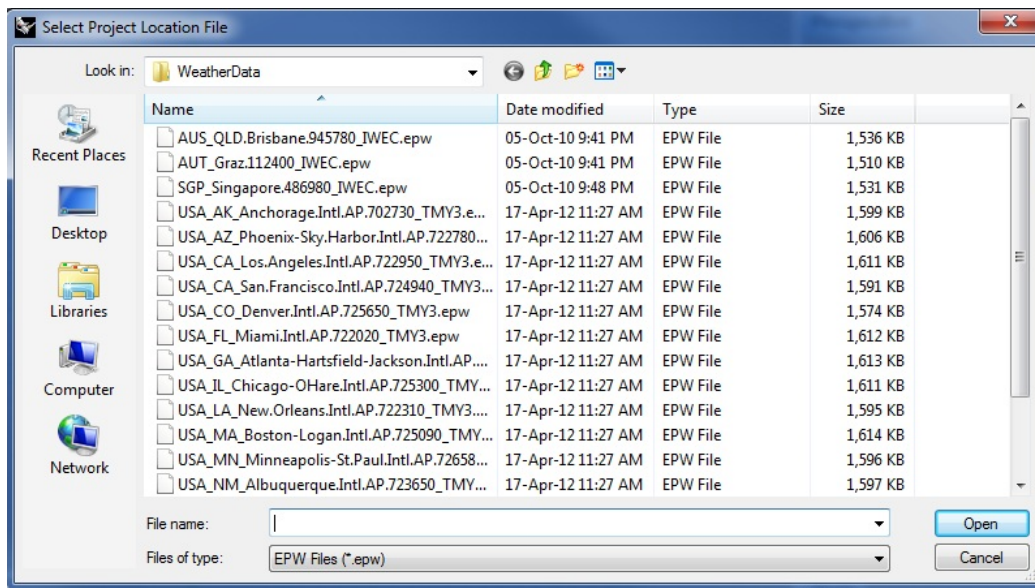 Select Project Location File
Look in: WeatherData
Name Date modified Type Size
AUS_QLD.Brisbane.945780_IWEC.epw 05-Oct-10 9:41 PM EPW File 1,536 KB
AUT_Graz.112400_IWEC.epw 05-Oct-10 9:41 PM EPW File 1,510 KB
SGP_Singapore.486980_IWEC.epw 05-Oct-10 9:48 PM EPW File 1,531 KB
USA_AK_Anchorage.Intl.AP.702730_TMY3.e... 17-Apr-12 11:27 AM EPW File 1,599 KB
USA_AZ_Phoenix-Sky.Harbor.Intl.AP.722780... 17-Apr-12 11:27 AM EPW File 1,606 KB
USA_CA_Los.Angeles.Intl.AP.722950_TMY3.e... 17-Apr-12 11:27 AM EPW File 1,611 KB
USA_CA_San.Francisco.Intl.AP.724940_TMY3... 17-Apr-12 11:27 AM EPW File 1,591 KB
USA_CO_Denver.Intl.AP.725650_TMY3.epw 17-Apr-12 11:27 AM EPW File 1,574 KB
USA_FL_Miami.Intl.AP.722020_TMY3.epw 17-Apr-12 11:27 AM EPW File 1,612 KB
USA_GA_Atlanta-Hartsfield-Jackson.Intl.AP.... 17-Apr-12 11:27 AM EPW File 1,613 KB
USA_IL_Chicago-OHare.Intl.AP.725300_TMY... 17-Apr-12 11:27 AM EPW File 1,611 KB
USA_LA_New.Orleans.Intl.AP.722310_TMY3.... 17-Apr-12 11:27 AM EPW File 1,595 KB
USA_MA_Boston-Logan.Intl.AP.725090_TMY... 17-Apr-12 11:27 AM EPW File 1,614 KB
USA_MN_Minneapolis-St.Paul.Intl.AP.72658... 17-Apr-12 11:27 AM EPW File 1,596 KB
USA_NM_Albuquerque.Intl.AP.723650_TMY... 17-Apr-12 11:27 AM EPW File 1,597 KB
Recent Places
Desktop
Libraries
Computer
Network
File name: Open
Files of type: EPW Files (*.epw) Cancel